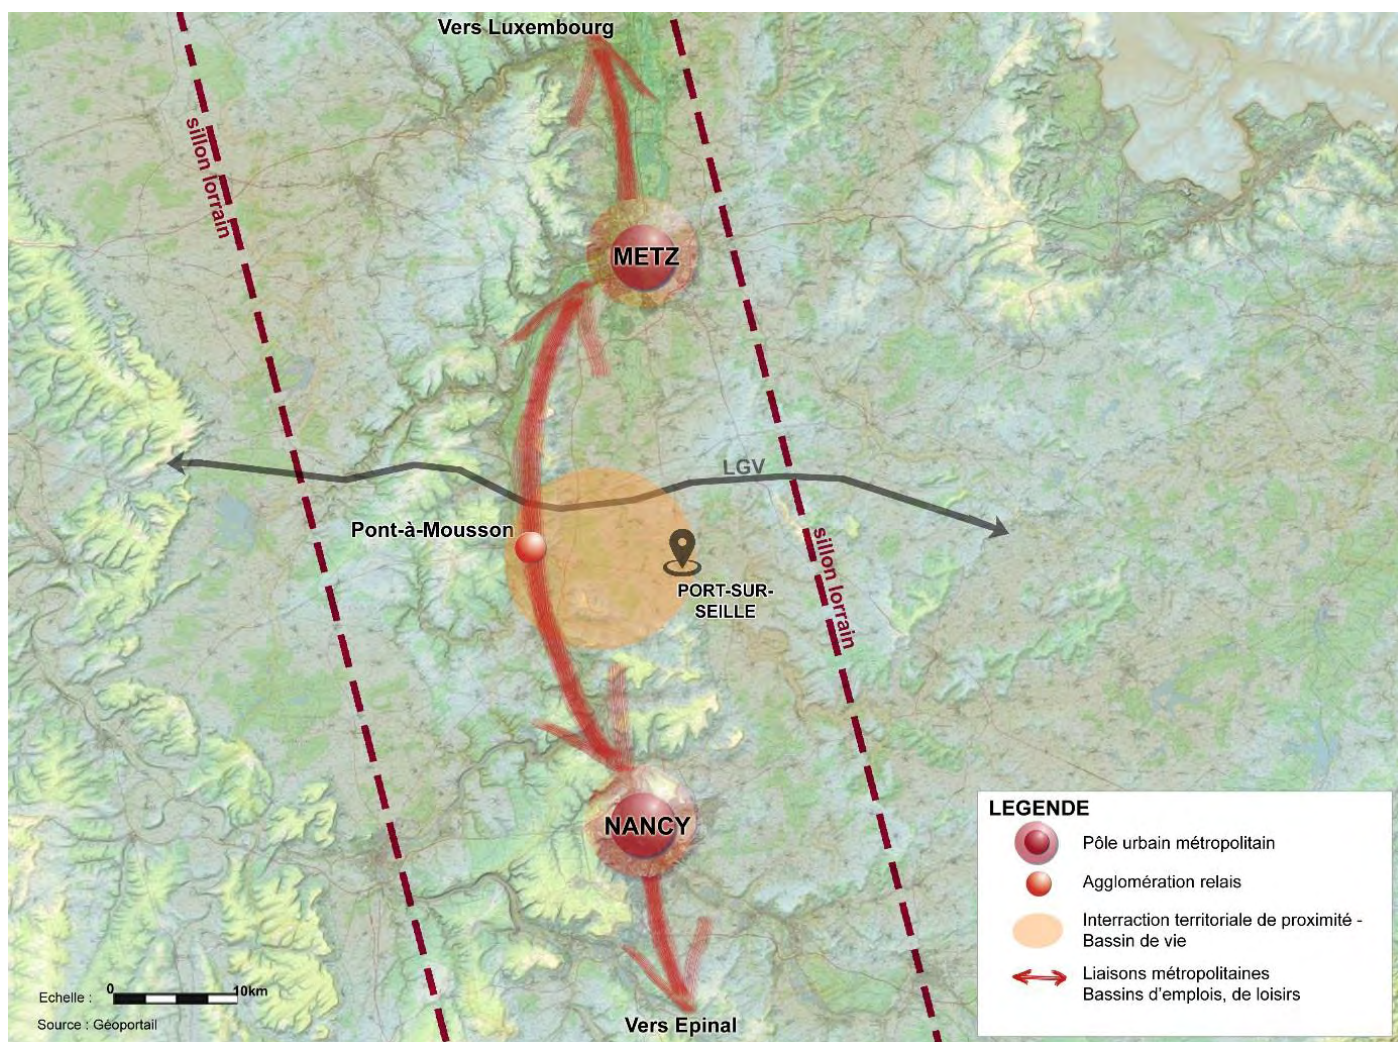 Vers Luxembourg
sillon lorrain
METZ
LGV
Pont-à-Mousson
PORT-SUR-
SEILLE
sillon lorrain
NANCY
Vers Epinal
Echelle :
0
10km
Source : Géoportail
LEGENDE
Pôle urbain métropolitain
Agglomération relais
Interraction territoriale de proximité -
Bassin de vie
Liaisons métropolitaines
Bassins d'emplois, de loisirs